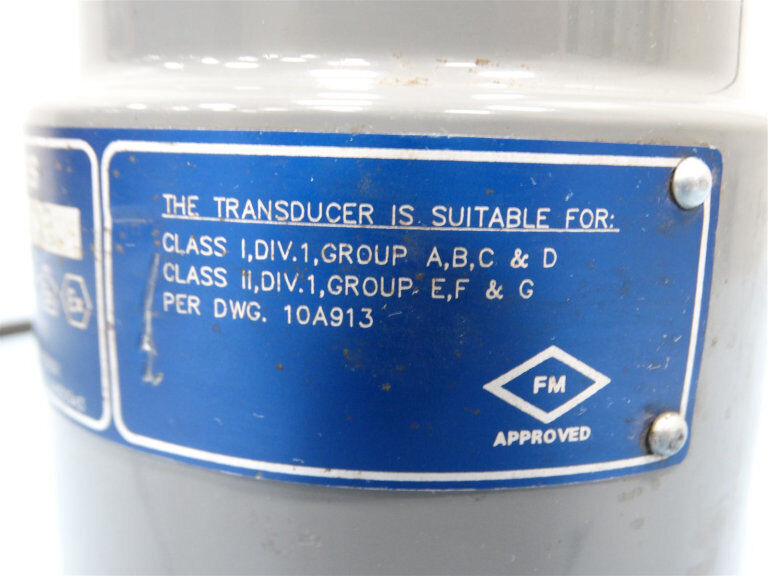 THE TRANSDUCER IS SUITABLE FOR:
CLASS I,DIV.1,GROUP A,B,C & D
CLASS II,DIV.1,GROUP E,F & G
PER DWG. 10A913
FM
APPROVED